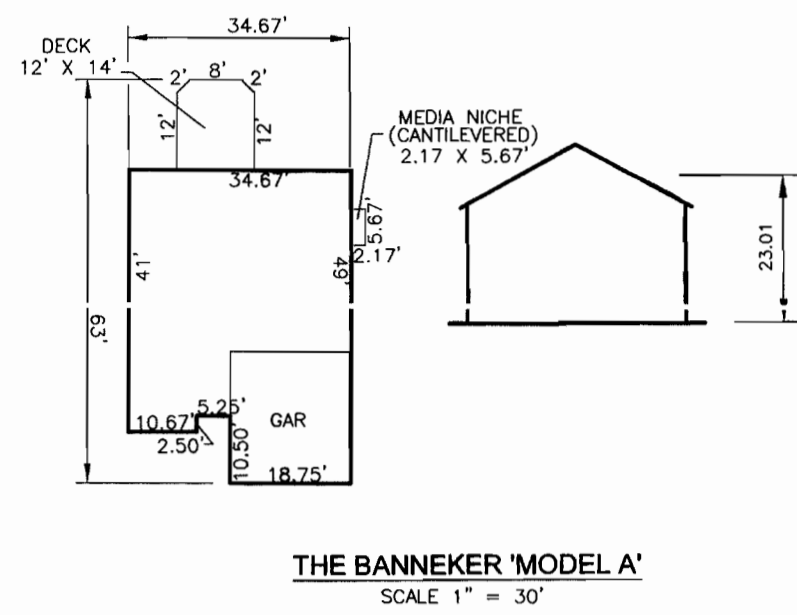 34.67'
DECK
12' X 14'
2' 8' 2'
12' 12'
MEDIA NICHE
(CANTILEVERED)
2.17 X 5.67'
34.67'
5.67'
2.17'
41'
49'
63'
23.01
5.25'
10.67'
GAR
2.50'
10.50'
18.75'
THE BANNEKER 'MODEL A'
SCALE 1" = 30'